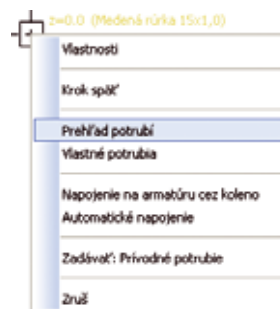 z=0.0 (Medená rúrka 15x1,0)
Vlastnosti
Krok späť
Prehľad potrubí
Vlastné potrubia
Napojenie na armatúru cez koleno
Automatické napojenie
Zadávať: Prívodné potrubie
Zruš